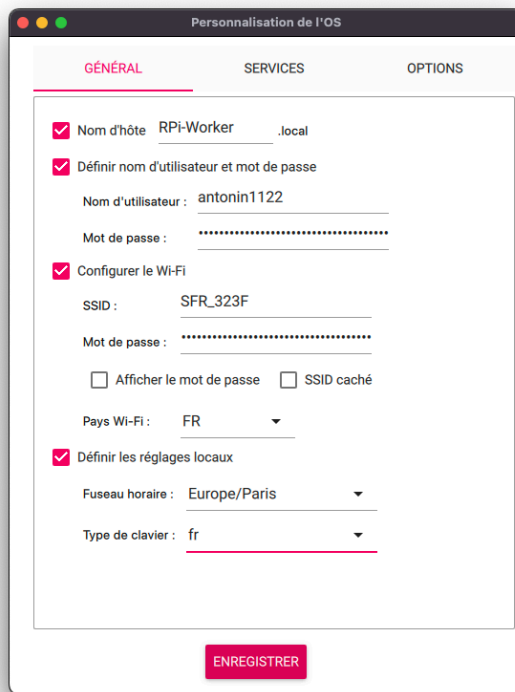 Personnalisation de l'OS
GÉNÉRAL SERVICES OPTIONS
Nom d'hôte RPi-Worker .local
Définir nom d'utilisateur et mot de passe
Nom d'utilisateur : antonin1122
Mot de passe : •••••••••••••••••••••••••••••••••••••
Configurer le Wi-Fi
SSID : SFR_323F
Mot de passe : •••••••••••••••••••••••••••••••••••••
Afficher le mot de passe SSID caché
Pays Wi-Fi : FR
Définir les réglages locaux
Fuseau horaire : Europe/Paris
Type de clavier : fr
ENREGISTRER